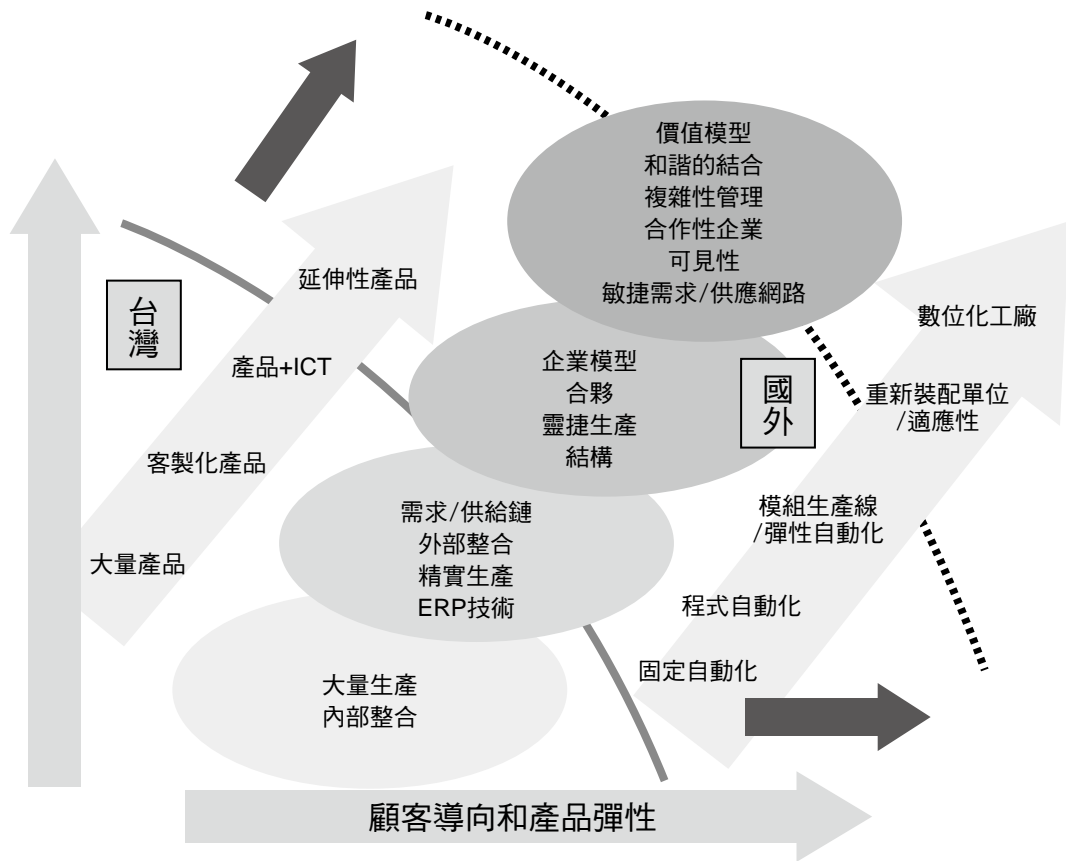 價值模型
和諧的結合
複雜性管理
合作性企業
可見性
敏捷需求/供應網路
台
灣
延伸性產品
產品+ICT
客製化產品
大量產品
企業模型
合夥
靈捷生產
結構
國
外
需求/供給鏈
外部整合
精實生產
ERP技術
大量生產
內部整合
數位化工廠
重新裝配單位
/適應性
模組生產線
/彈性自動化
程式自動化
固定自動化
顧客導向和產品彈性